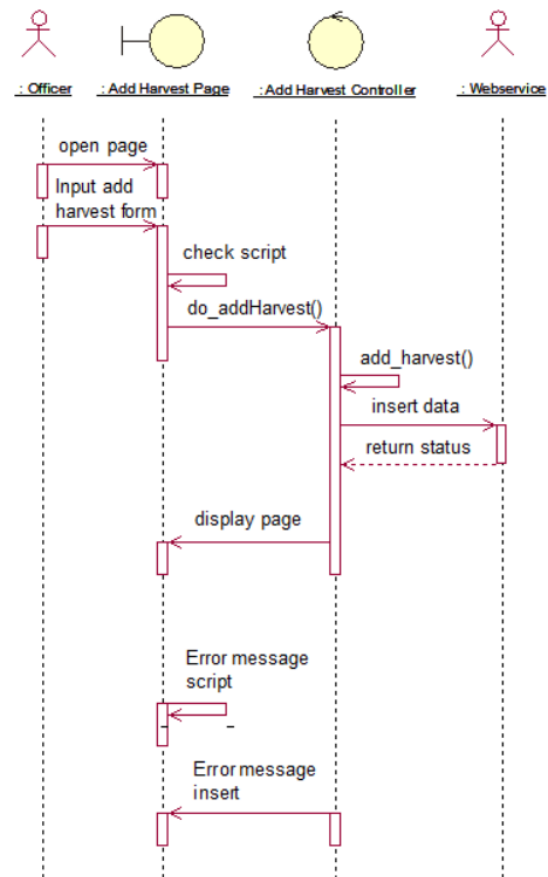 : Officer
: Add Harvest Page
: Add Harvest Controller
: Webservice
open page
Input add
harvest form
check script
do_addHarvest()
add_harvest()
insert data
return status
display page
Error message
script
Error message
insert